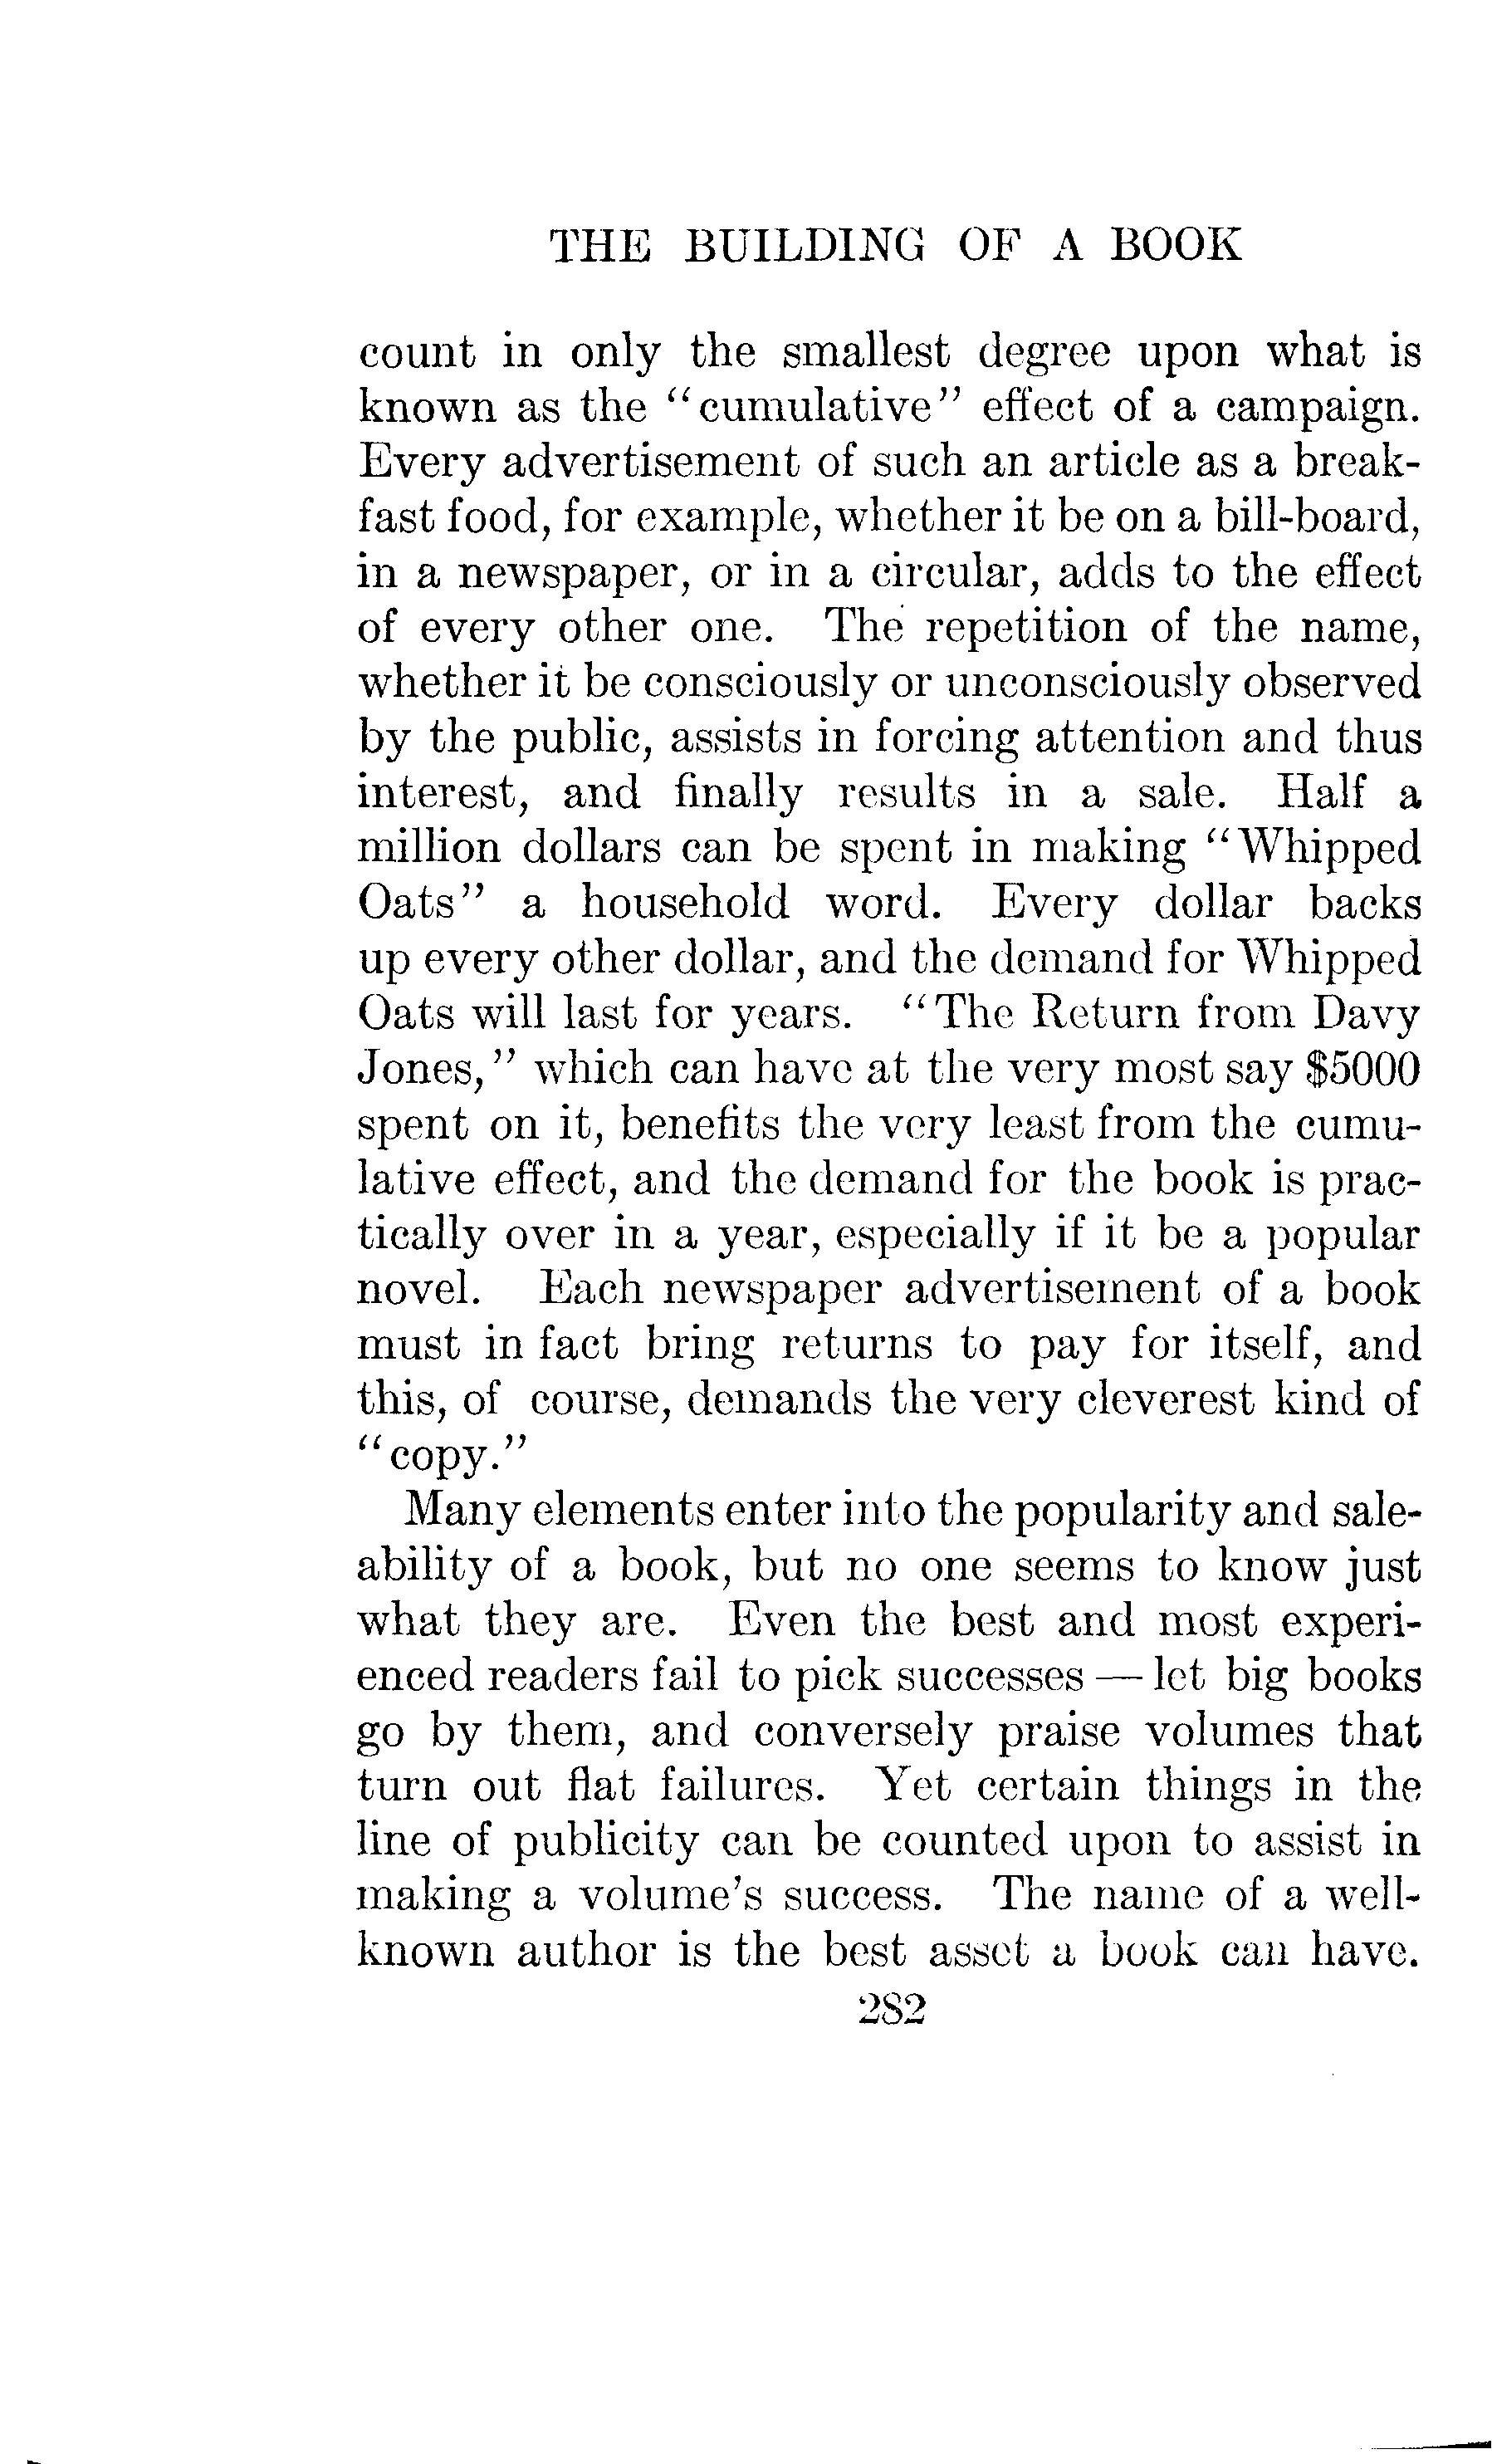 THE BUILDING OF A BOOK
count in only the smallest degree upon what is
known as the "cumulative" effect of a campaign.
Every advertisement of such an article as a break-
fast food, for example, whether it be on a bill-board,
in a newspaper, or in a circular, adds to the effect
of every other one. The repetition of the name,
whether it be consciously or unconsciously observed
by the public, assists in forcing attention and thus
interest, and finally results in a sale. Half a
million dollars can be spent in making "Whipped
Oats" a household word. Every dollar backs
up every other dollar, and the demand for Whipped
Oats will last for years. "The Return from Davy
Jones," which can have at the very most say $5000
spent on it, benefits the very least from the cumu-
lative effect, and the demand for the book is prac-
tically over in a year, especially if it be a popular
novel. Each newspaper advertisement of a book
must in fact bring returns to pay for itself, and
this, of course, demands the very cleverest kind of
"copy."
Many elements enter into the popularity and sale-
ability of a book, but no one seems to know just
what they are. Even the best and most experi-
enced readers fail to pick successes — let big books
go by them, and conversely praise volumes that
turn out flat failures. Yet certain things in the
line of publicity can be counted upon to assist in
making a volume's success. The name of a well-
known author is the best asset a book can have.
282